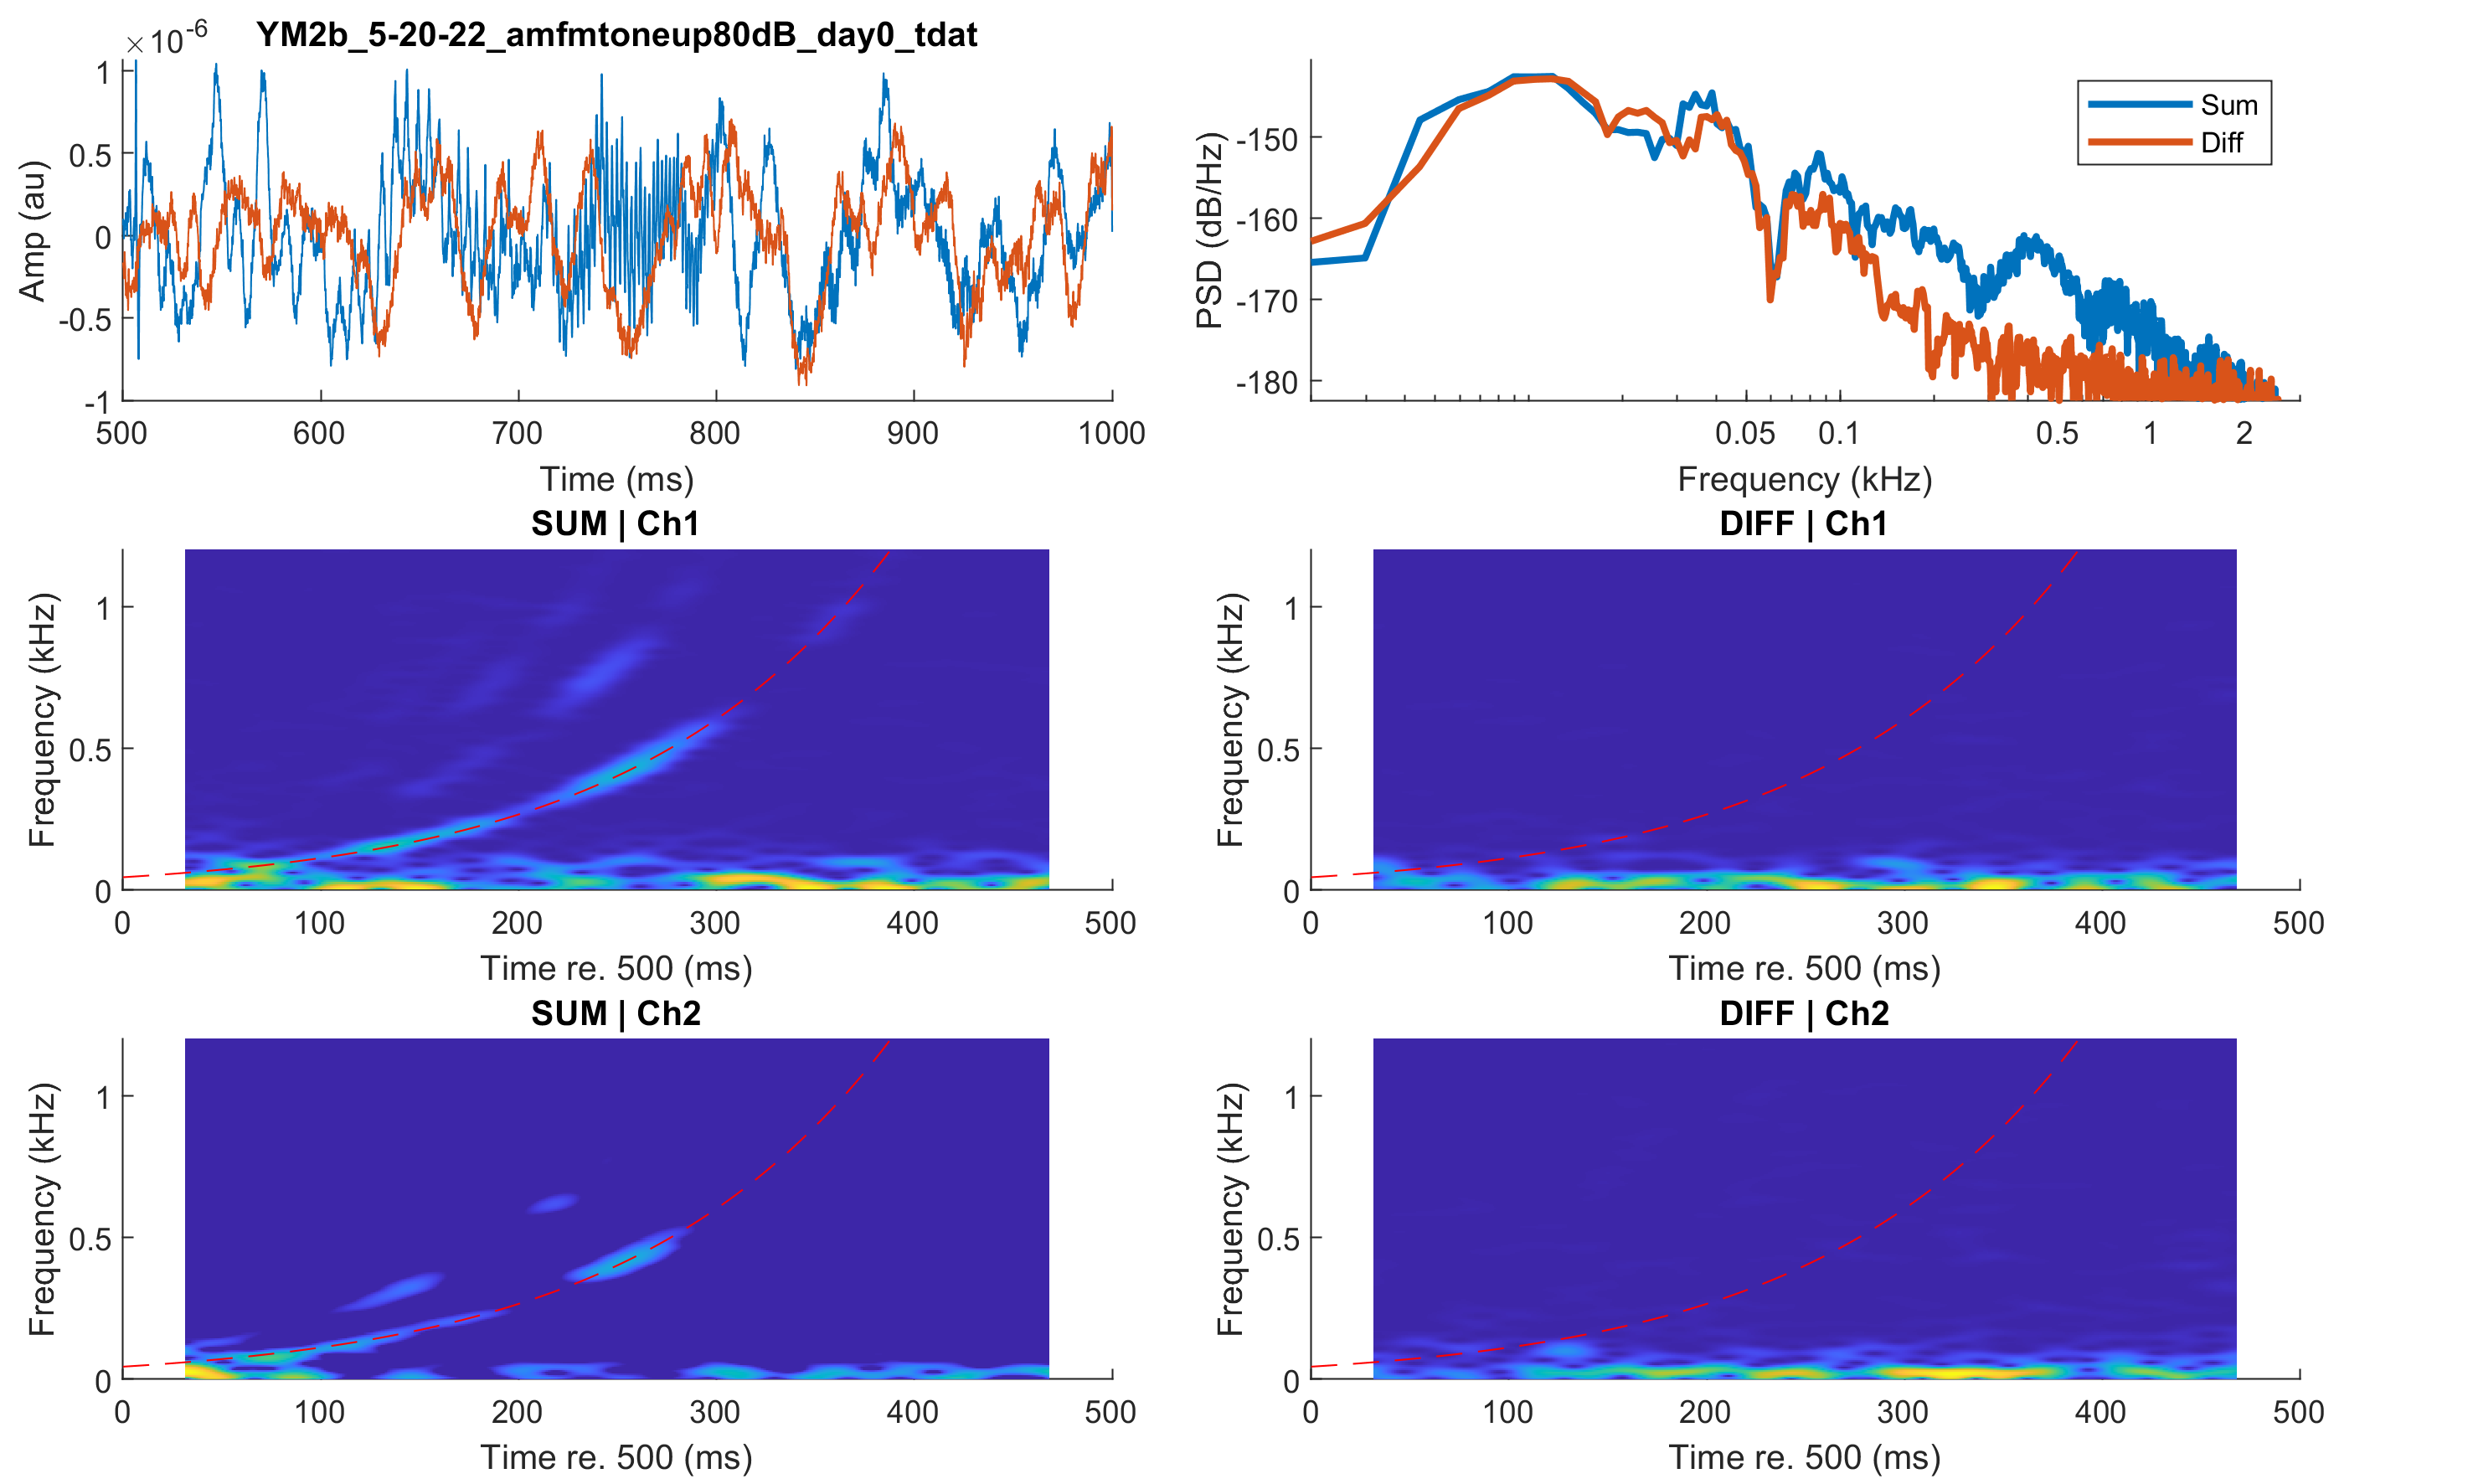 YM2b_5-20-22_amfmtoneup80dB_day0_tdat
×10-6
1
0.5
0
-0.5
-1
Amp (au)
500 600 700 800 900 1000
Time (ms)
Sum
Diff
-150
-160
-170
-180
PSD (dB/Hz)
0.05 0.1 0.5 1 2
Frequency (kHz)
SUM | Ch1
1
0.5
0
Frequency (kHz)
0 100 200 300 400 500
Time re. 500 (ms)
DIFF | Ch1
1
0.5
0
Frequency (kHz)
0 100 200 300 400 500
Time re. 500 (ms)
SUM | Ch2
1
0.5
0
Frequency (kHz)
0 100 200 300 400 500
Time re. 500 (ms)
DIFF | Ch2
1
0.5
0
Frequency (kHz)
0 100 200 300 400 500
Time re. 500 (ms)